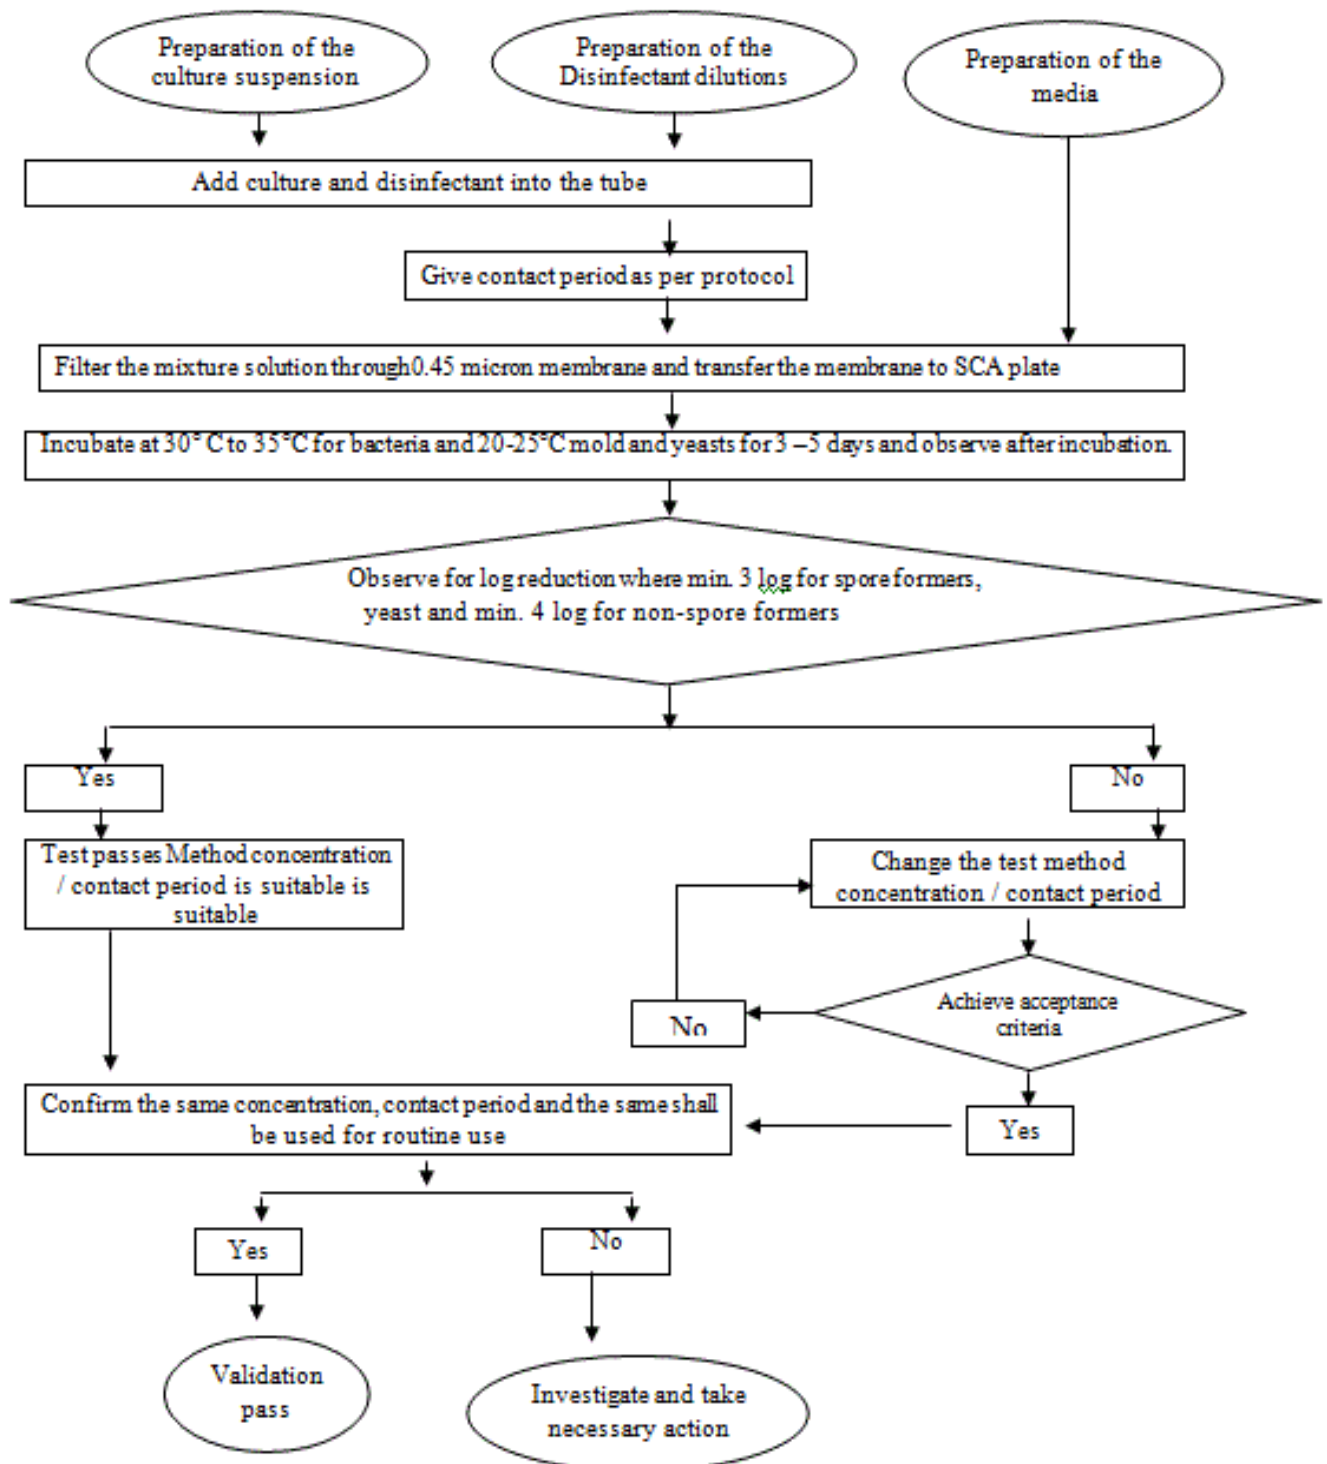 Preparation of the
culture suspension
Preparation of the
Disinfectant dilutions
Preparation of the
media
Add culture and disinfectant into the tube
Give contact period as per protocol
Filter the mixture solution through 0.45 micron membrane and transfer the membrane to SCA plate
Incubate at 30° C to 35°C for bacteria and 20-25°C mold and yeasts for 3 –5 days and observe after incubation.
Observe for log reduction where min. 3 log for spore formers,
yeast and min. 4 log for non-spore formers
Yes
No
Test passes Method concentration
/ contact period is suitable is
suitable
Change the test method
concentration / contact period
Achieve acceptance
criteria
No
Confirm the same concentration, contact period and the same shall
be used for routine use
Yes
Yes
No
Validation
pass
Investigate and take
necessary action